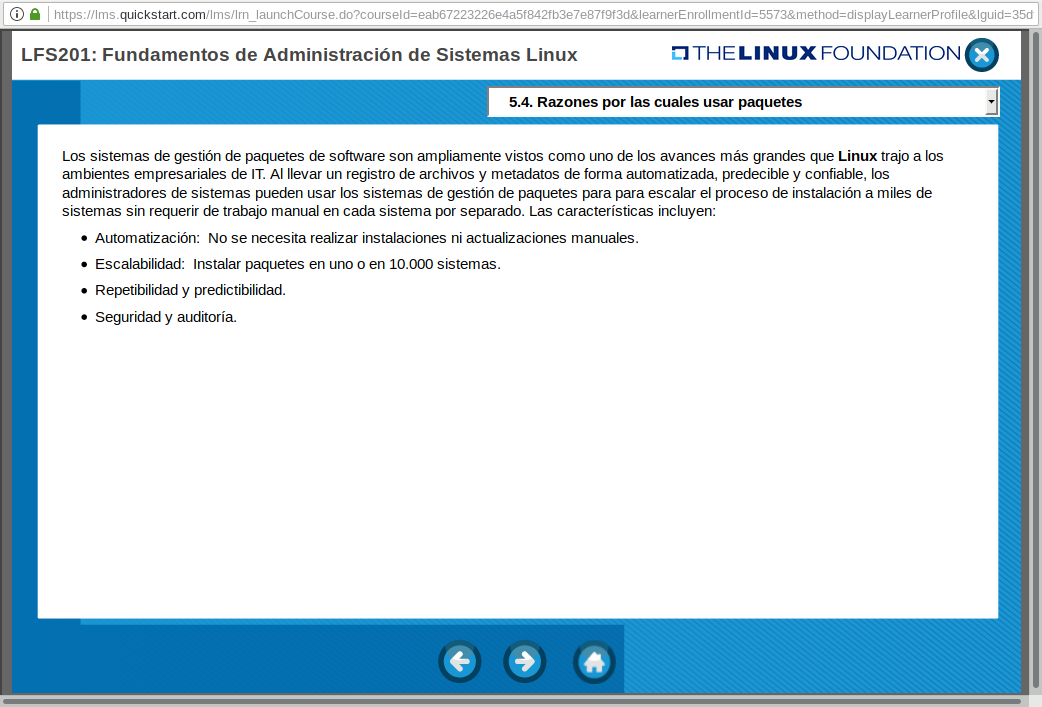 https://lms.quickstart.com/lms/lrn_launchCourse.do?courseId=eab67223226e4a5f842fb3e7e87f9f3d&learnerEnrollmentId=5573&method=displayLearnerProfile&lguid=35d
LFS201: Fundamentos de Administración de Sistemas Linux
THE LINUX FOUNDATION
5.4. Razones por las cuales usar paquetes
Los sistemas de gestión de paquetes de software son ampliamente vistos como uno de los avances más grandes que Linux trajo a los
ambientes empresariales de IT. Al llevar un registro de archivos y metadatos de forma automatizada, predecible y confiable, los
administradores de sistemas pueden usar los sistemas de gestión de paquetes para para escalar el proceso de instalación a miles de
sistemas sin requerir de trabajo manual en cada sistema por separado. Las características incluyen:
• Automatización:  No se necesita realizar instalaciones ni actualizaciones manuales.
• Escalabilidad:  Instalar paquetes en uno o en 10.000 sistemas.
• Repetibilidad y predictibilidad.
• Seguridad y auditoría.